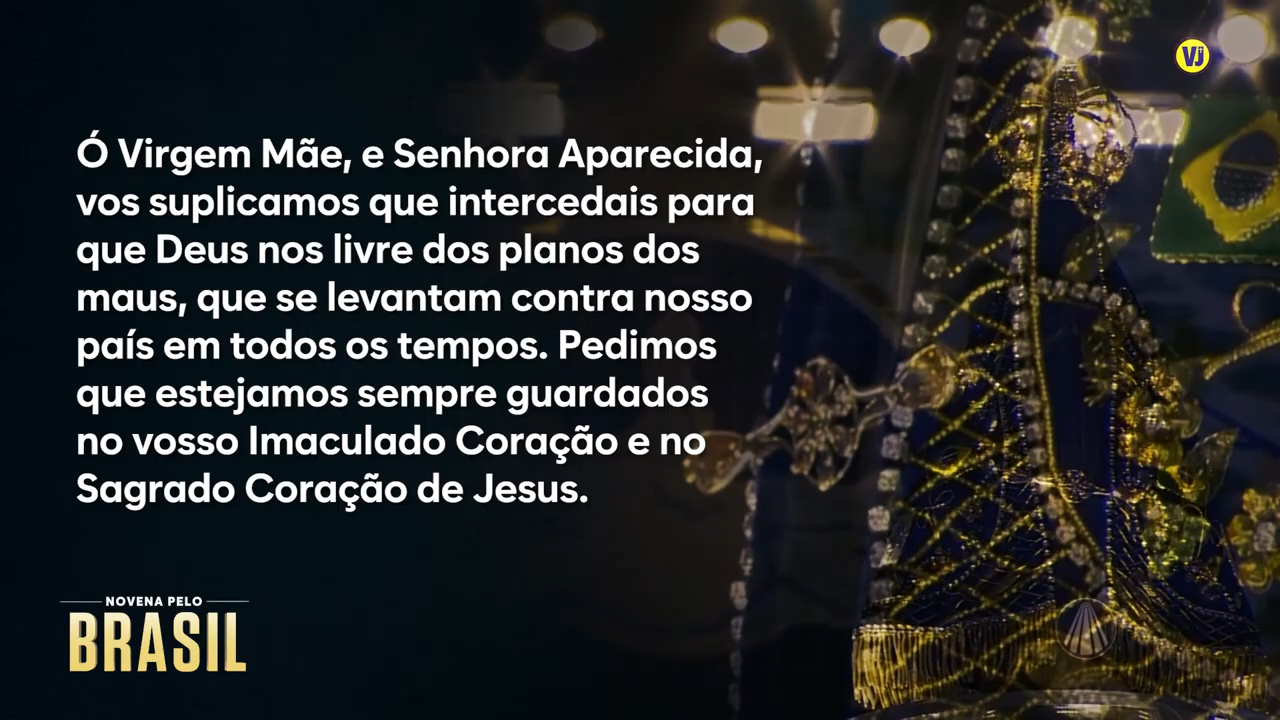 Vj
Ó Virgem Mãe, e Senhora Aparecida,
vos suplicamos que intercedais para
que Deus nos livre dos planos dos
maus, que se levantam contra nosso
país em todos os tempos. Pedimos
que estejamos sempre guardados
no vosso Imaculado Coração e no
Sagrado Coração de Jesus.
NOVENA PELO
BRASIL